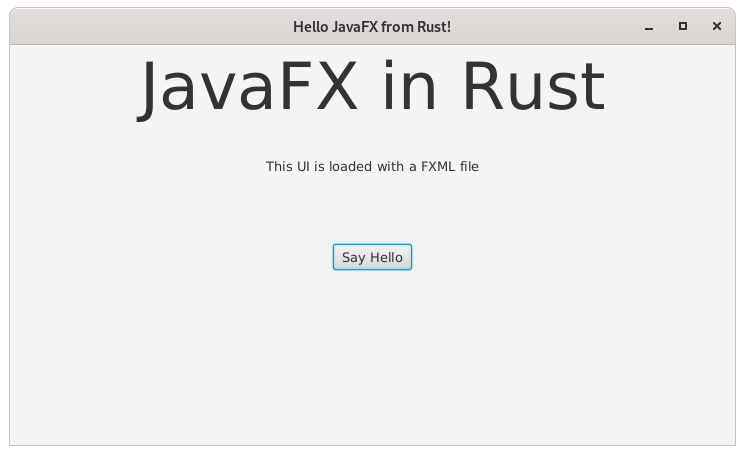 Hello JavaFX from Rust!
JavaFX in Rust
This UI is loaded with a FXML file
Say Hello